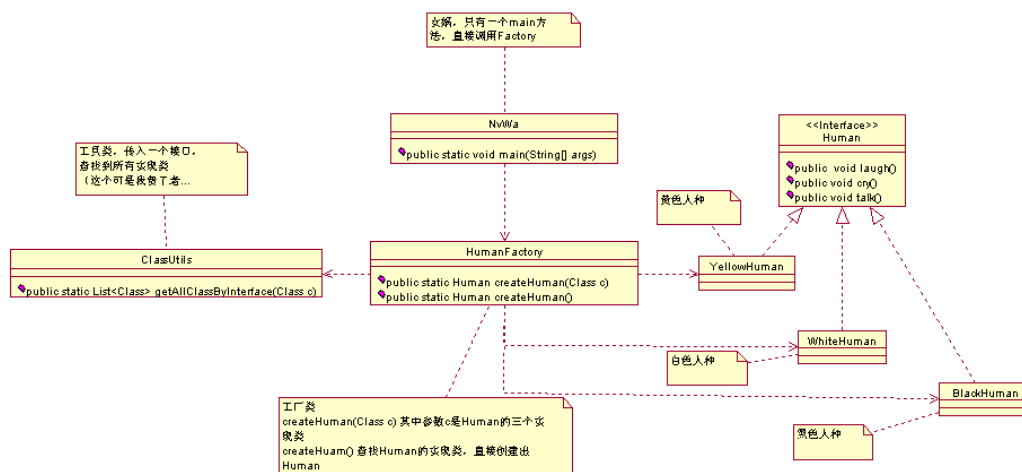 女娲，只有一个main方
法，直接调用Factory
NvWa
public static void main(String[] args)
<<Interface>>
Human
public  void laugh()
public void cry()
public void talk()
工具类，传入一个接口，
查找到所有实现类
（这个可是我费了老...
黄色人种
ClassUtils
public static List<Class> getAllClassByInterface(Class c)
HumanFactory
public static Human createHuman(Class c)
public static Human createHuman()
YellowHuman
WhiteHuman
白色人种
BlackHuman
黑色人种
工厂类
createHuman(Class c) 其中参数c是Human的三个实
现类
createHuam() 查找Human的实现类，直接创建出
Human